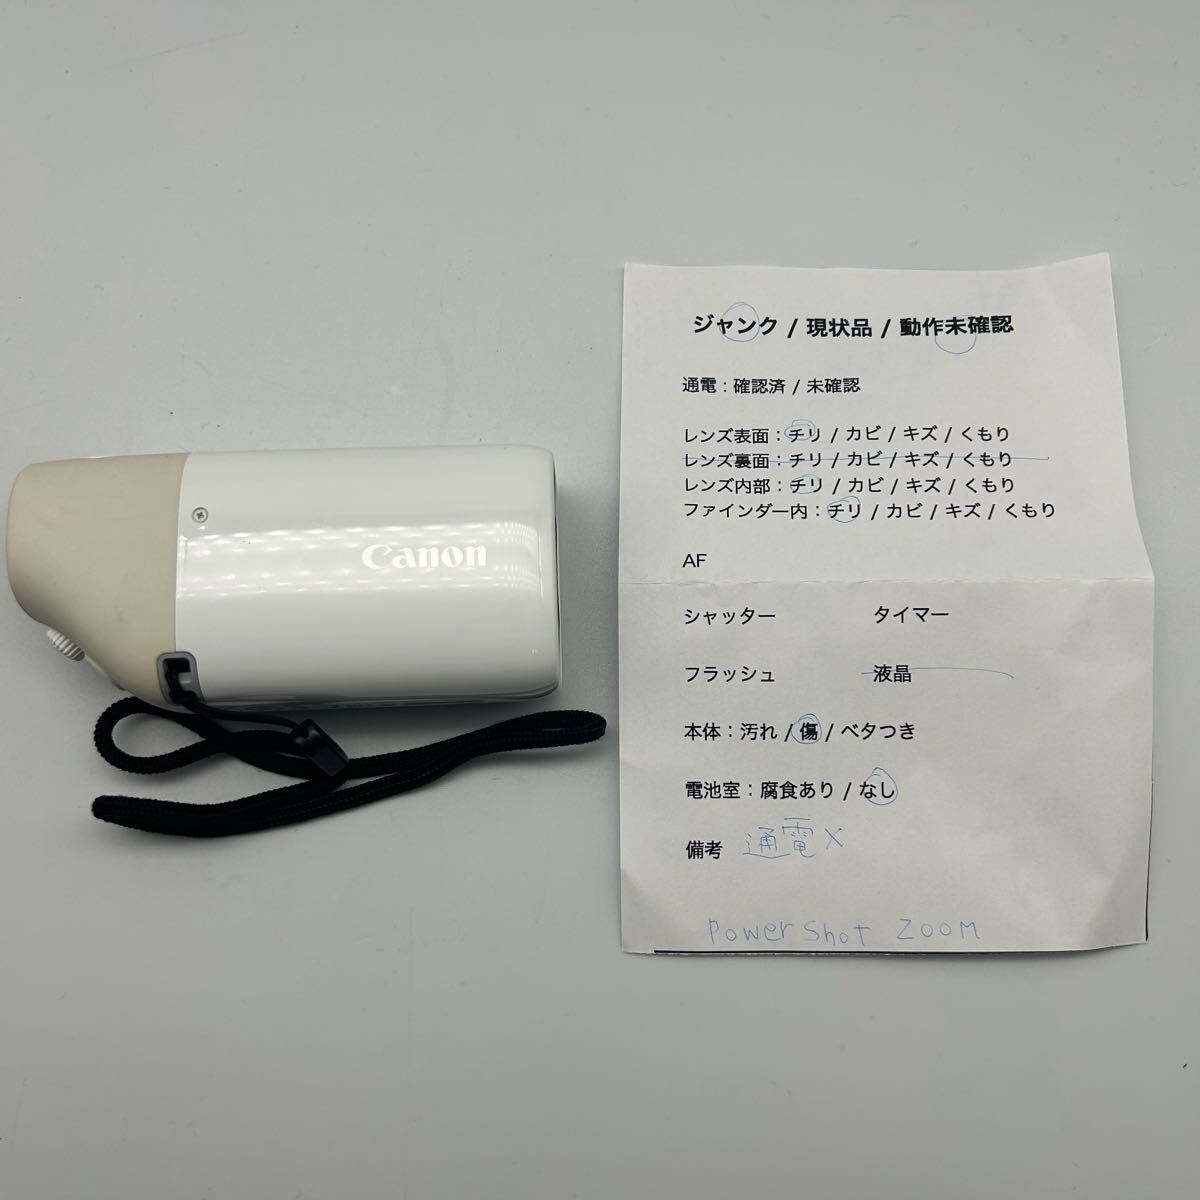 Canon
ジャンク / 現状品 / 動作未確認
通電：確認済 / 未確認
レンズ表面：チリ / カビ / キズ / くもり
レンズ裏面：チリ / カビ / キズ / くもり
レンズ内部：チリ / カビ / キズ / くもり
ファインダー内：チリ / カビ / キズ / くもり
AF
シャッター タイマー
フラッシュ 液晶
本体：汚れ / 傷 / ベタつき
電池室：腐食あり / なし
備考 通電×
Power Shot ZOOM